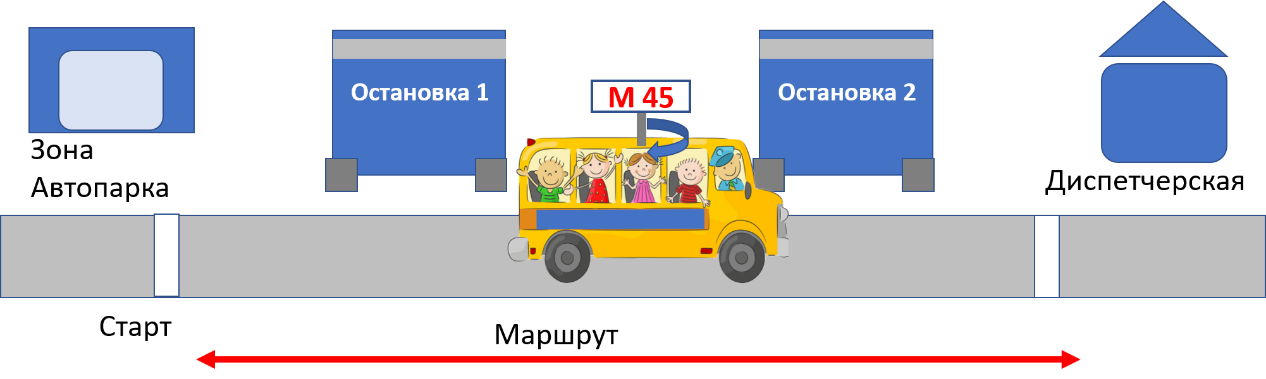 Остановка 1
М 45
Остановка 2
Зона
Автопарка
Диспетчерская
Старт
Маршрут